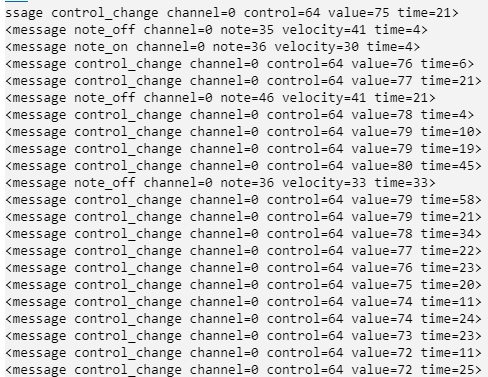 ssage control_change channel=0 control=64 value=75 time=21>
<message note_off channel=0 note=35 velocity=41 time=4>
<message note_on channel=0 note=36 velocity=30 time=4>
<message control_change channel=0 control=64 value=76 time=6>
<message control_change channel=0 control=64 value=77 time=21>
<message note_off channel=0 note=46 velocity=41 time=21>
<message control_change channel=0 control=64 value=78 time=4>
<message control_change channel=0 control=64 value=79 time=10>
<message control_change channel=0 control=64 value=79 time=19>
<message control_change channel=0 control=64 value=80 time=45>
<message note_off channel=0 note=36 velocity=33 time=33>
<message control_change channel=0 control=64 value=79 time=58>
<message control_change channel=0 control=64 value=79 time=21>
<message control_change channel=0 control=64 value=78 time=34>
<message control_change channel=0 control=64 value=77 time=22>
<message control_change channel=0 control=64 value=76 time=23>
<message control_change channel=0 control=64 value=75 time=20>
<message control_change channel=0 control=64 value=74 time=11>
<message control_change channel=0 control=64 value=74 time=24>
<message control_change channel=0 control=64 value=73 time=23>
<message control_change channel=0 control=64 value=72 time=11>
<message control_change channel=0 control=64 value=72 time=25>